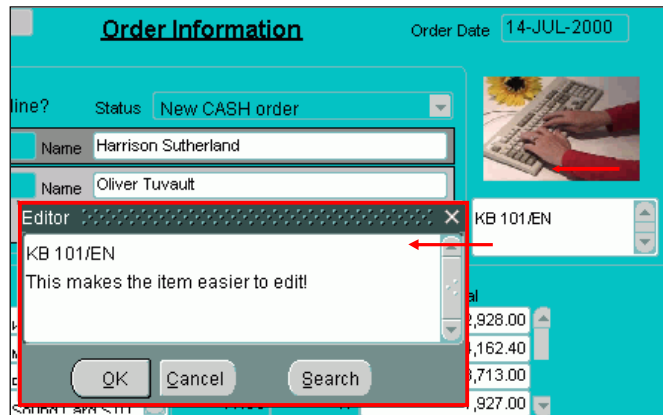 Order Information
Order Date 14-JUL-2000
line? Status New CASH order
Name Harrison Sutherland
Name Oliver Tuvault
Editor
KB 101/EN
KB 101/EN
This makes the item easier to edit!
al
2,928.00
,162.40
,713.00
,927.00
OK Cancel Search